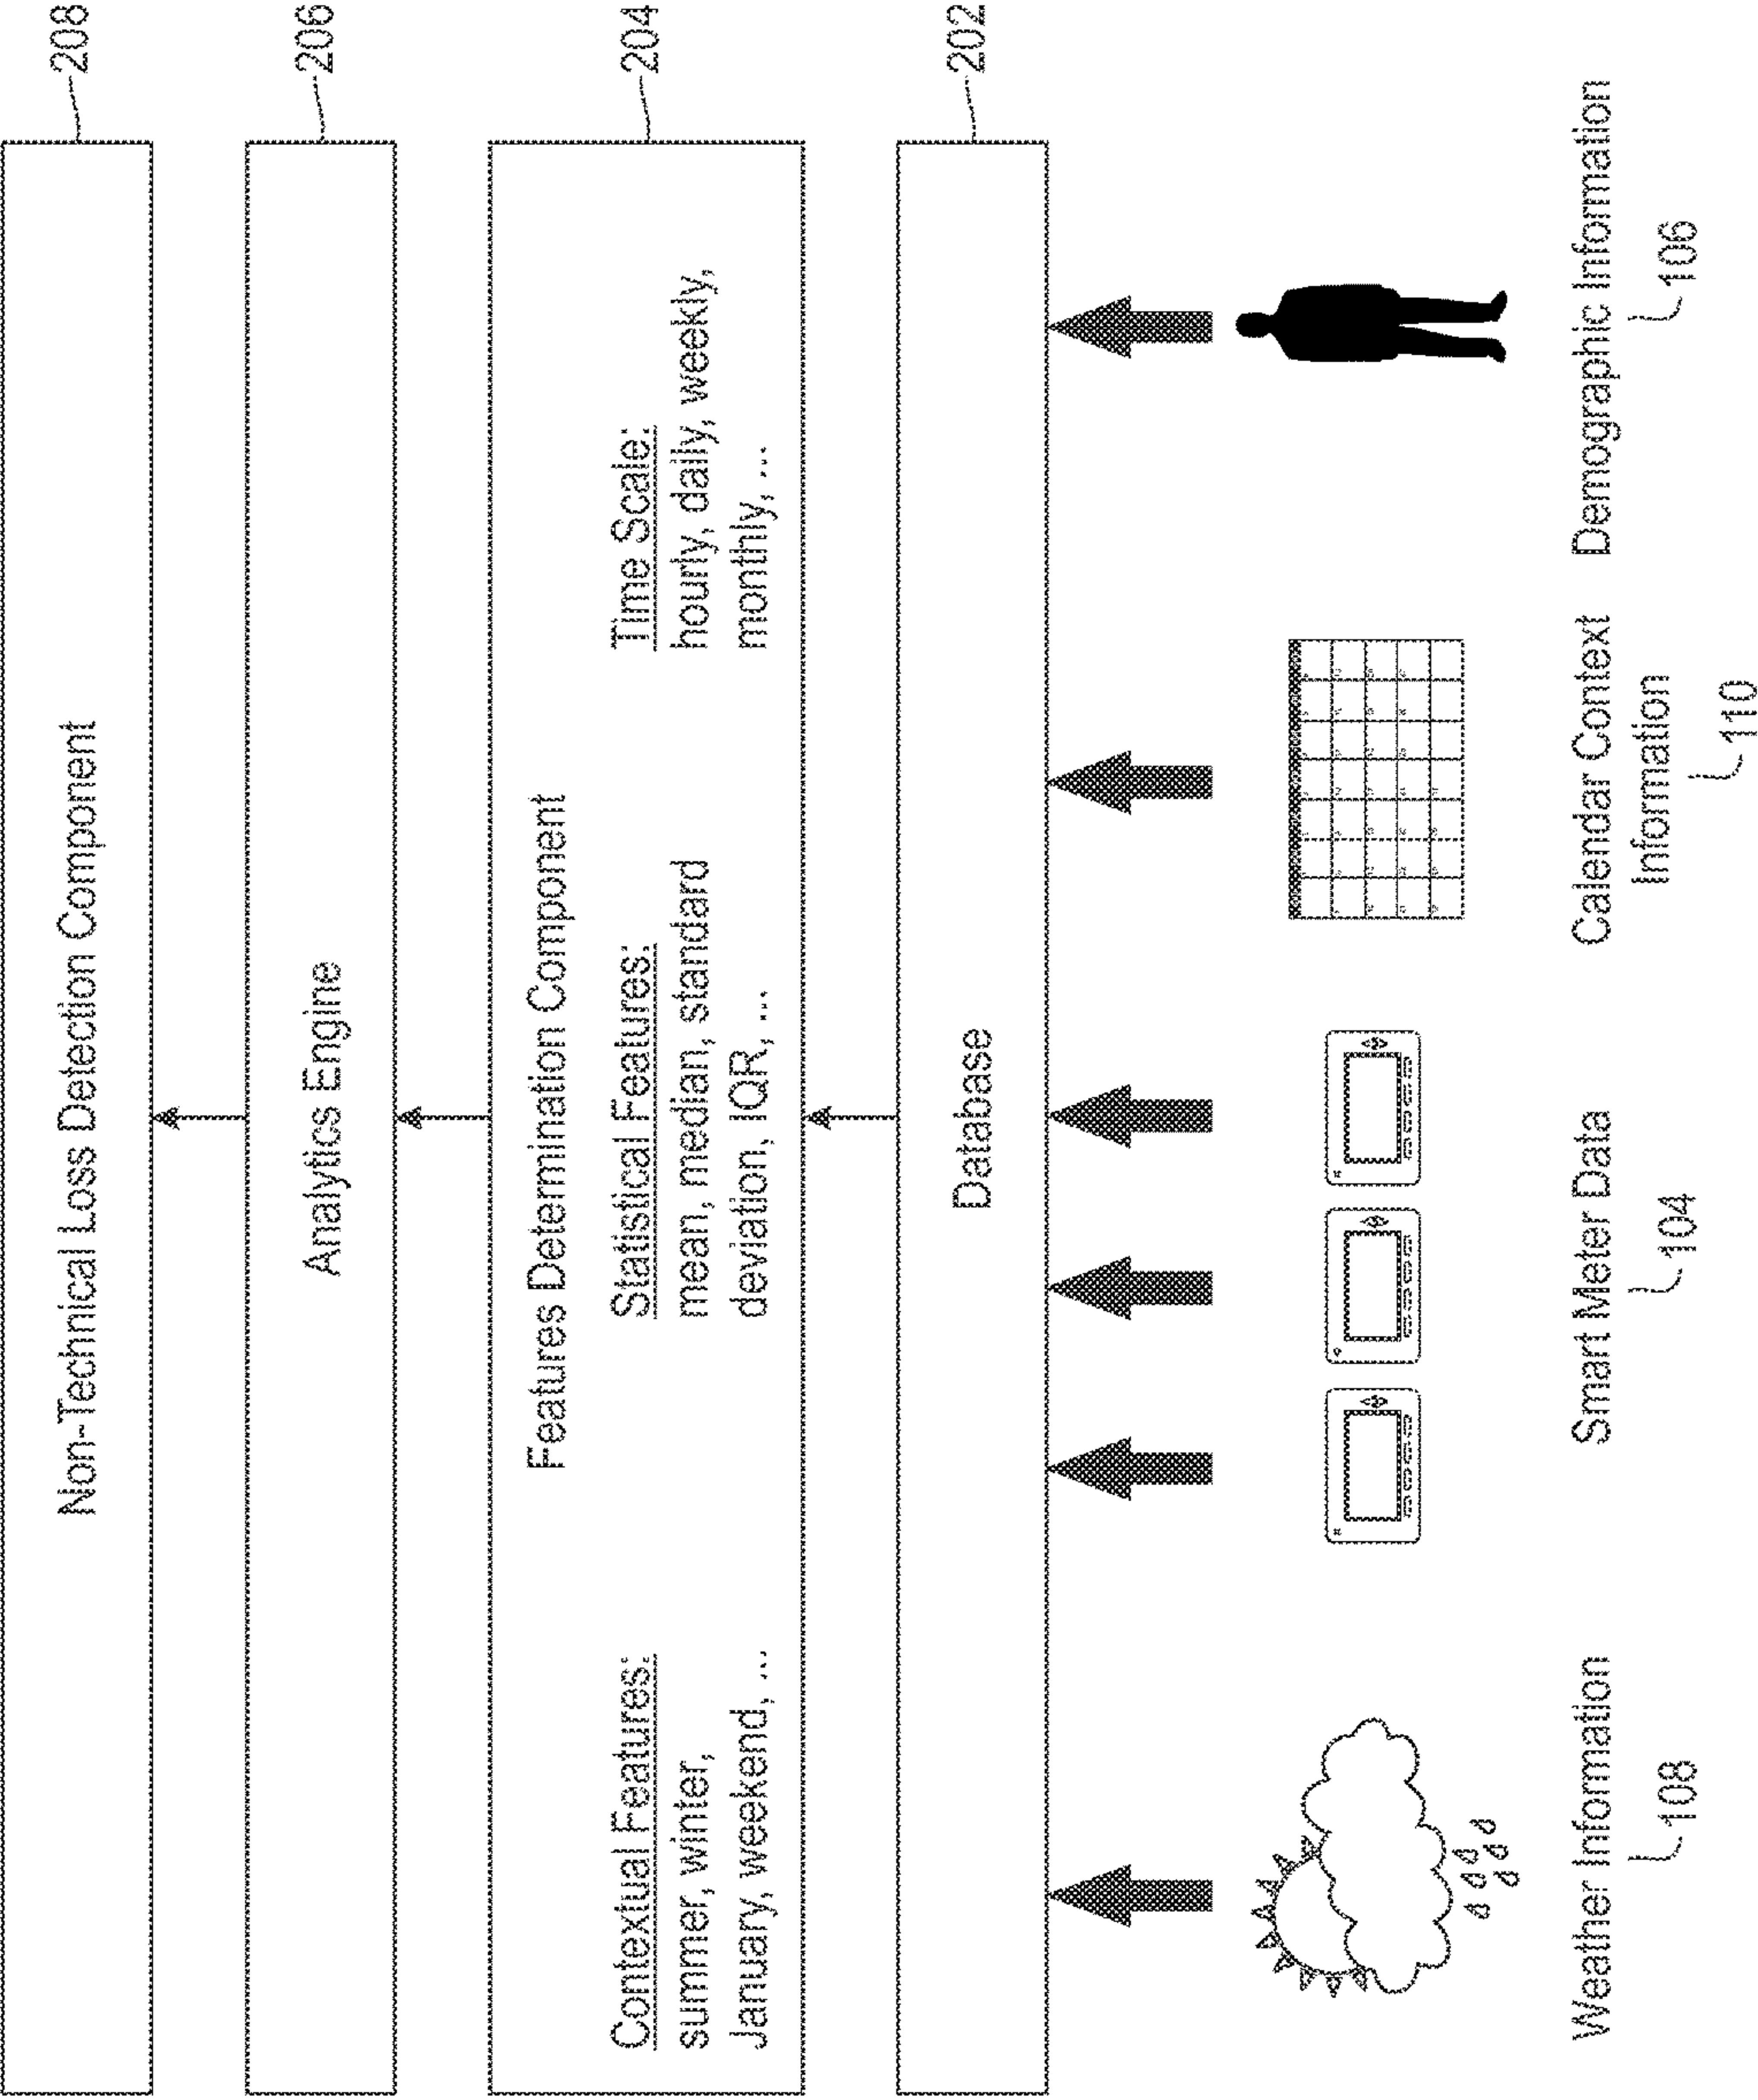 Non-Technical Loss Detection Component
208
Analytics Engine
206
Features Determination Component
204
Contextual Features:
summer, winter,
January, weekend, ...
Statistical Features:
mean, median, standard
deviation, IQR, ...
Time Scale:
hourly, daily, weekly,
monthly, ...
Database
202
Weather Information
108
Smart Meter Data
104
Calendar Context
Information
110
Demographic Information
106